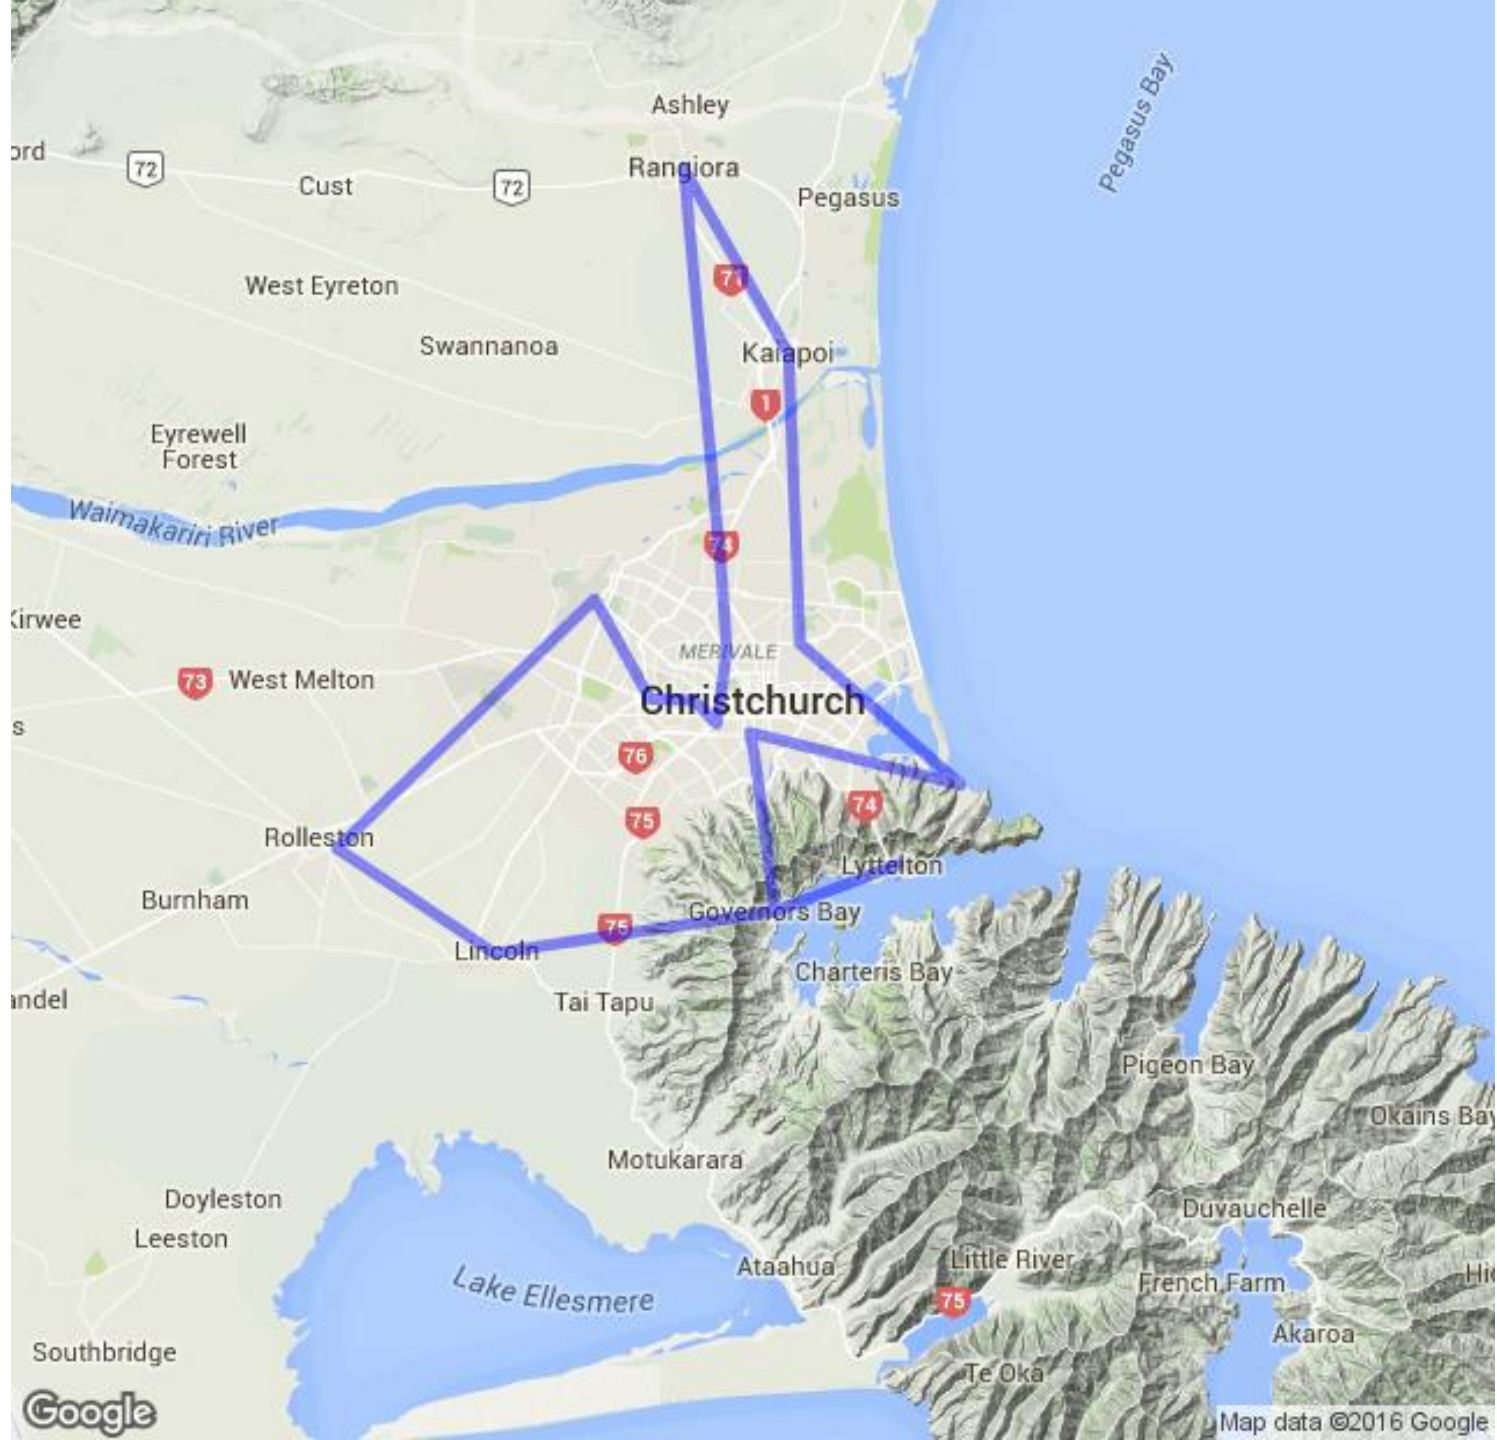 Ashley
Pegasus Bay
ord
72
Rangiora
Cust
72
Pegasus
71
West Eyreton
Swannanoa
Kaiapoi
1
Eyrewell
Forest
Waimakariri River
74
Kirwee
MERIVALE
73
West Melton
Christchurch
s
76
74
75
Rolleston
Lyttelton
Burnham
Governors Bay
75
Lincoln
Charteris Bay
andel
Tai Tapu
Pigeon Bay
Okains Bay
Motukarara
Doyleston
Duvauchelle
Leeston
Ataahua
Little River
Lake Ellesmere
French Farm
Hic
75
Akaroa
Southbridge
Te Oka
Google
Map data ©2016 Google